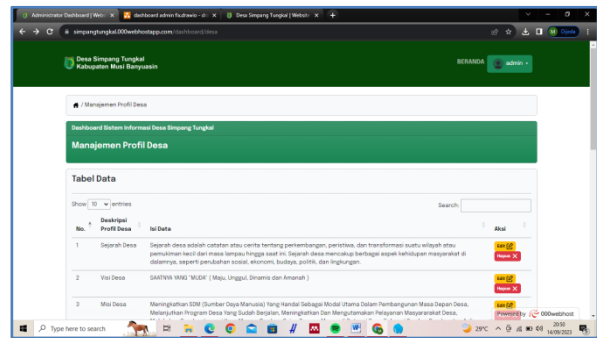 Administrator Dashboard | Web
dashboard admin
Desa Simpang Tungkal | Websit
simpangtungkal.000webhostapp.com/dashboard/desa
Desa Simpang Tungkal
Kabupaten Musi Banyuasin
BERANDA
admin
/ Manajemen Profil Desa
Dashboard Sistem Informasi Desa Simpang Tungkal
Manajemen Profil Desa
Tabel Data
Show 10 entries
Search:
No. Deskripsi Profil Desa Isi Data Aksi
1 Sejarah Desa Sejarah desa adalah catatan atau cerita tentang perkembangan, peristiwa, dan transformasi suatu wilayah atau
pemukiman kecil dari masa lampau hingga saat ini. Sejarah desa mencakup berbagai aspek kehidupan masyarakat di
dalamnya, seperti perubahan sosial, ekonomi, budaya, politik, dan lingkungan.
Edit
Hapus
2 Visi Desa SAATNYA YANG "MUDA" ( Maju, Unggul, Dinamis dan Amanah )
Edit
Hapus
3 Misi Desa Meningkatkan SDM (Sumber Daya Manusia) Yang Handal Sebagai Modal Utama Dalam Pembangunan Masa Depan Desa,
Melanjutkan Program Desa Yang Sudah Berjalan, Meningkatkan Dan Mengutamakan Pelayanan Masyararakat Desa,
Edit
Powered by 000webhost
Type here to search
29°C
20:50
14/09/2023